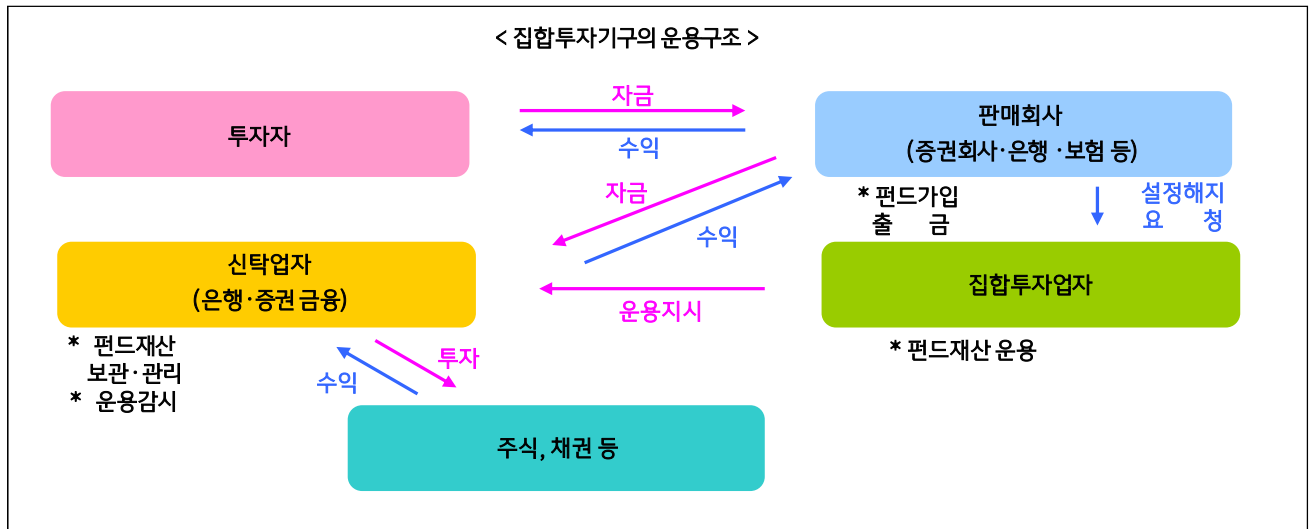 < 집합투자기구의 운용구조 >
투자자
자금
수익
판매회사
(증권회사·은행 ·보험 등)
자금
수익
* 펀드가입
출 금
설정해지
요 청
신탁업자
(은행·증권 금융)
운용지시
집합투자업자
* 펀드재산
보관·관리
* 운용감시
* 펀드재산 운용
투자
수익
주식, 채권 등